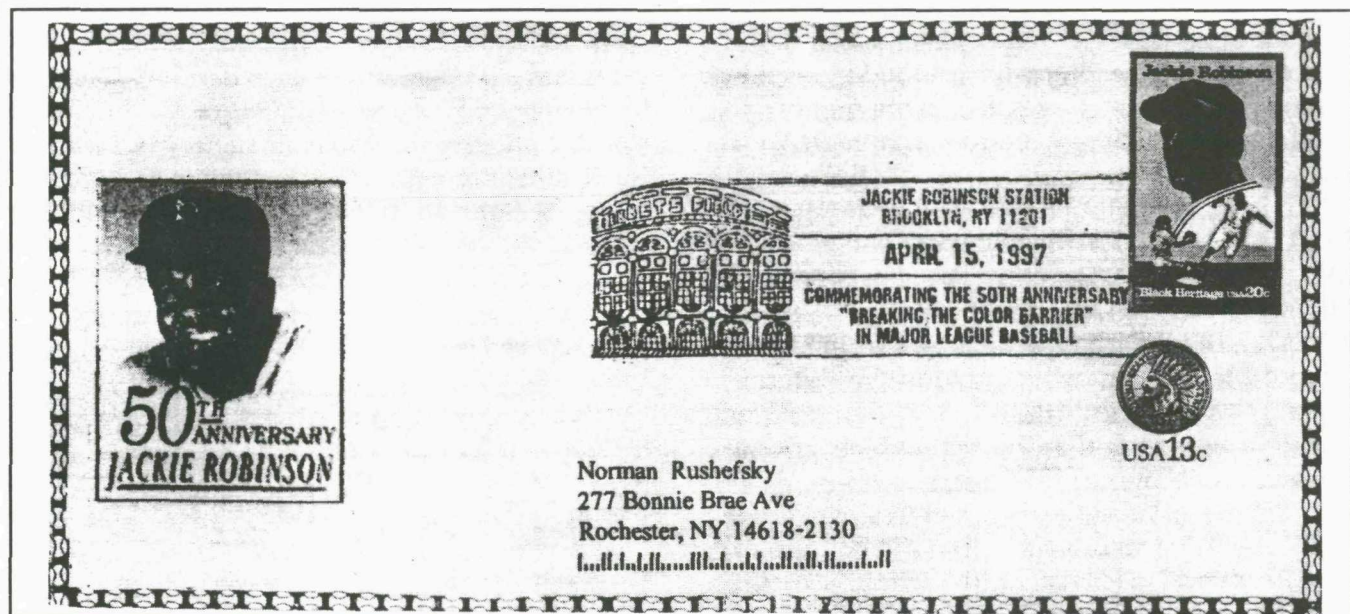 Jackie Robinson
Black Heritage USA 20c
JACKIE ROBINSON STATION
BROOKLYN, NY 11201
APRIL 15, 1997
COMMEMORATING THE 50TH ANNIVERSARY
"BREAKING THE COLOR BARRIER"
IN MAJOR LEAGUE BASEBALL
50TH
ANNIVERSARY
JACKIE ROBINSON
USA 13c
Norman Rushefsky
277 Bonnie Brae Ave
Rochester, NY 14618-2130